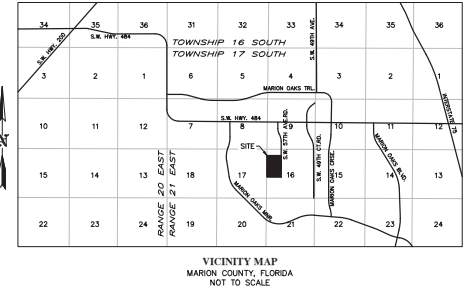 34 35 36 31 32 33 34 35 36
S.W. HWY. 484
S.W. HWY. 200
TOWNSHIP 16 SOUTH
TOWNSHIP 17 SOUTH
S.W. 49TH AVE.
3 2 1 6 5 4 3 2 1
MARION OAKS TRL.
INTERSTATE 75
S.W. HWY. 484
10 11 12 7 8 9 10 11 12
SITE
S.W. 57TH AVE.RD.
S.W. 49TH CT.RD.
MARION OAKS CRSE.
MARION OAKS BLVD.
RANGE 20 EAST
RANGE 21 EAST
15 14 13 18 17 16 15 14 13
MARION OAKS MNR.
22 23 24 19 20 21 22 23 24
VICINITY MAP
MARION COUNTY, FLORIDA
NOT TO SCALE